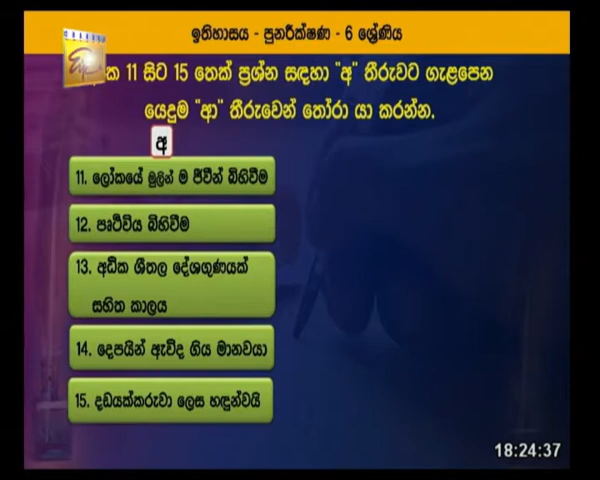 ඉතිහාසය - පුනරීක්ෂණ - 6 ශ්‍රේණිය
අංක 11 සිට 15 තෙක් ප්‍රශ්න සඳහා "අ" තීරුවට ගැළපෙන
යෙදුම "ආ" තීරුවෙන් තෝරා යා කරන්න.
අ
11. ලෝකයේ මුලින් ම ජීවීන් බිහිවීම
12. පෘථිවිය බිහිවීම
13. අධික ශීතල දේශගුණයක්
සහිත කාලය
14. දෙපයින් ඇවිද ගිය මානවයා
15. දඩයක්කරුවා ලෙස හඳුන්වයි
18:24:37